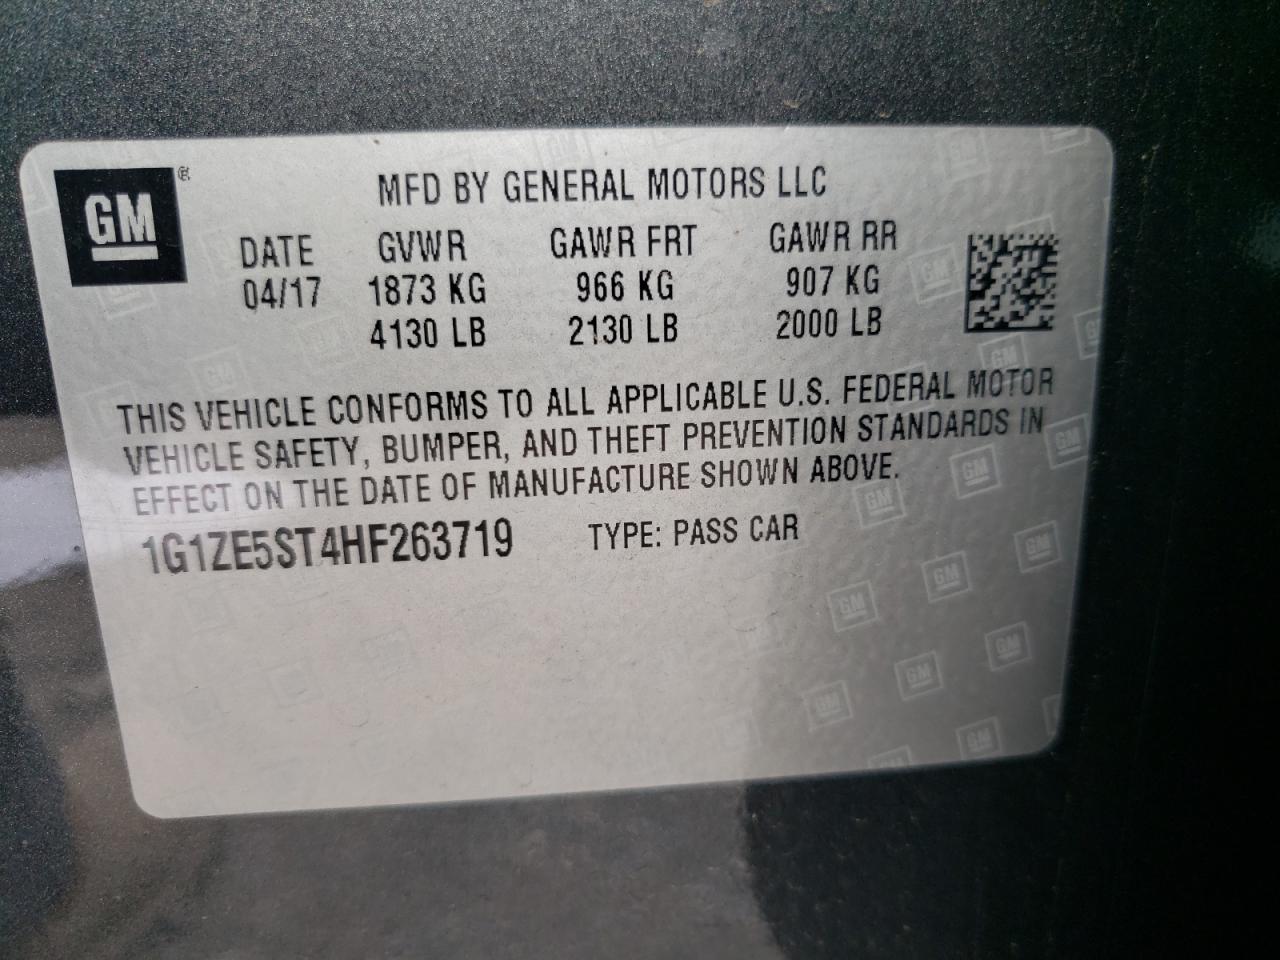 GM®
MFD BY GENERAL MOTORS LLC
DATE GVWR GAWR FRT GAWR RR
04/17 1873 KG 966 KG 907 KG
4130 LB 2130 LB 2000 LB
THIS VEHICLE CONFORMS TO ALL APPLICABLE U.S. FEDERAL MOTOR
VEHICLE SAFETY, BUMPER, AND THEFT PREVENTION STANDARDS IN
EFFECT ON THE DATE OF MANUFACTURE SHOWN ABOVE.
1G1ZE5ST4HF263719 TYPE: PASS CAR